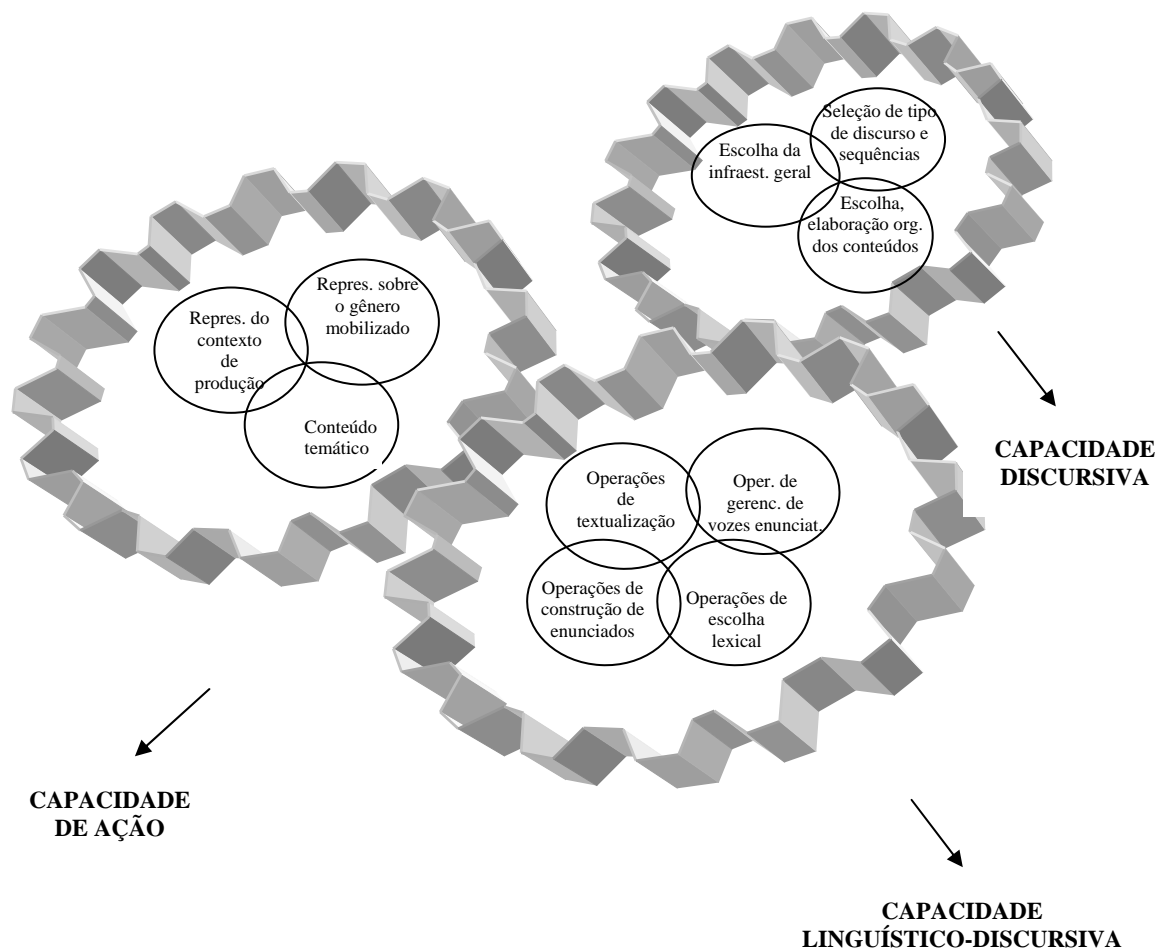 Seleção de tipo
de discurso e
sequências
Escolha da
infraest. geral
Escolha,
elaboração org.
dos conteúdos
Repres. sobre
o gênero
mobilizado
Repres. do
contexto
de
produção
Conteúdo
temático
CAPACIDADE
DISCURSIVA
Operações
de
textualização
Oper. de
gerenc. de
vozes enunciat.
Operações de
construção de
enunciados
Operações de
escolha
lexical
CAPACIDADE
DE AÇÃO
CAPACIDADE
LINGUÍSTICO-DISCURSIVA